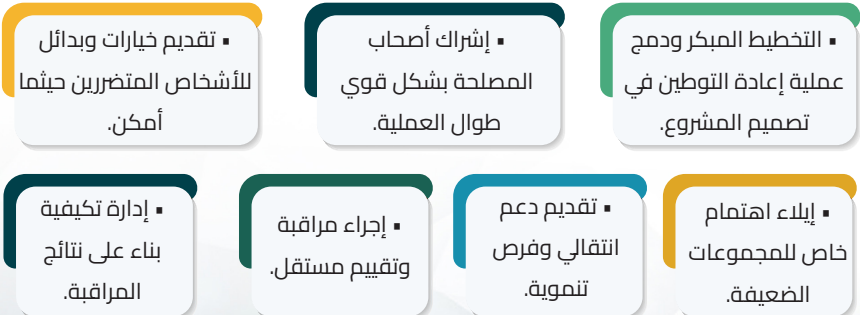 ▪ التخطيط المبكر ودمج
عملية إعادة التوطين في
تصميم المشروع.
▪ إشراك أصحاب
المصلحة بشكل قوي
طوال العملية.
▪ تقديم خيارات وبدائل
للأشخاص المتضررين حيثما
أمكن.
▪ إيلاء اهتمام
خاص للمجموعات
الضعيفة.
▪ تقديم دعم
انتقالي وفرص
تنموية.
▪ إجراء مراقبة
وتقييم مستقل.
▪ إدارة تكيفية
بناء على نتائج
المراقبة.